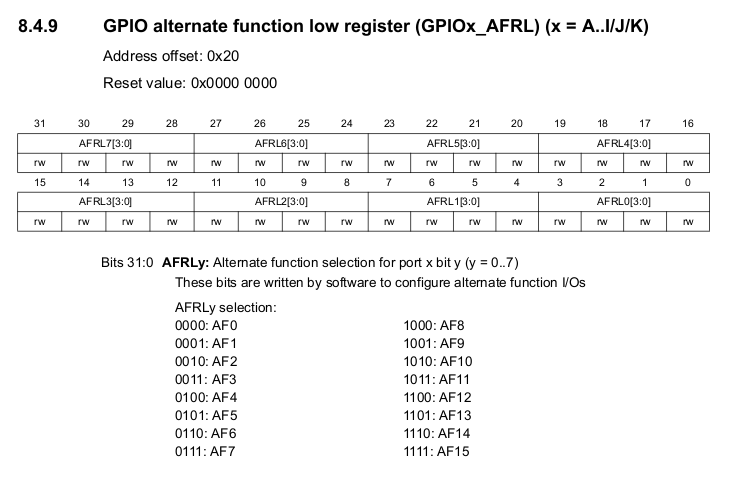 8.4.9 GPIO alternate function low register (GPIOx_AFRL) (x = A..I/J/K)
Address offset: 0x20
Reset value: 0x0000 0000
31 30 29 28 27 26 25 24 23 22 21 20 19 18 17 16
AFRL7[3:0] AFRL6[3:0] AFRL5[3:0] AFRL4[3:0]
rw rw rw rw rw rw rw rw rw rw rw rw rw rw rw rw
15 14 13 12 11 10 9 8 7 6 5 4 3 2 1 0
AFRL3[3:0] AFRL2[3:0] AFRL1[3:0] AFRL0[3:0]
rw rw rw rw rw rw rw rw rw rw rw rw rw rw rw rw
Bits 31:0 AFRLy: Alternate function selection for port x bit y (y = 0..7)
These bits are written by software to configure alternate function I/Os
AFRLy selection:
0000: AF0 1000: AF8
0001: AF1 1001: AF9
0010: AF2 1010: AF10
0011: AF3 1011: AF11
0100: AF4 1100: AF12
0101: AF5 1101: AF13
0110: AF6 1110: AF14
0111: AF7 1111: AF15